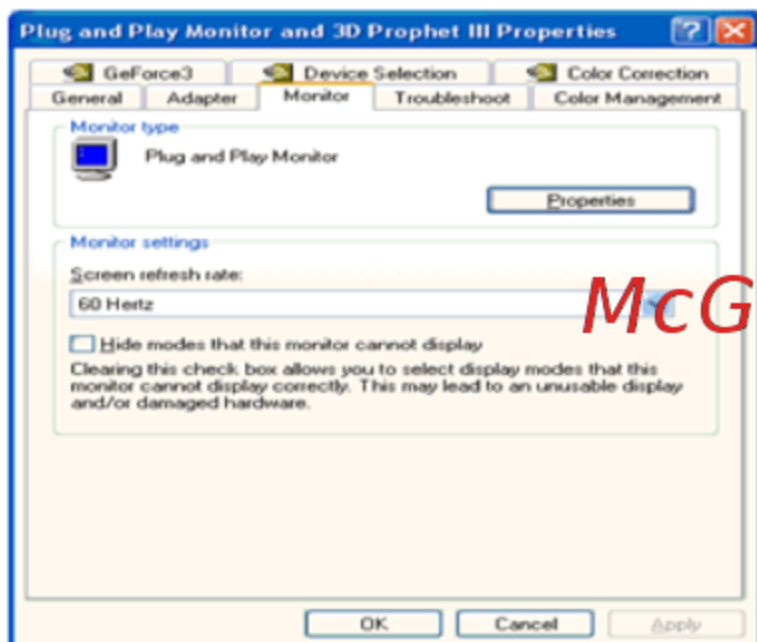 Plug and Play Monitor and 3D Prophet III Properties
GeForce3 Device Selection Color Correction
General Adapter Monitor Troubleshoot Color Management
Monitor type
Plug and Play Monitor
Properties
Monitor settings
Screen refresh rate:
60 Hertz
McG
Hide modes that this monitor cannot display
Clearing this check box allows you to select display modes that this
monitor cannot display correctly. This may lead to an unusable display
and/or damaged hardware.
OK Cancel Apply